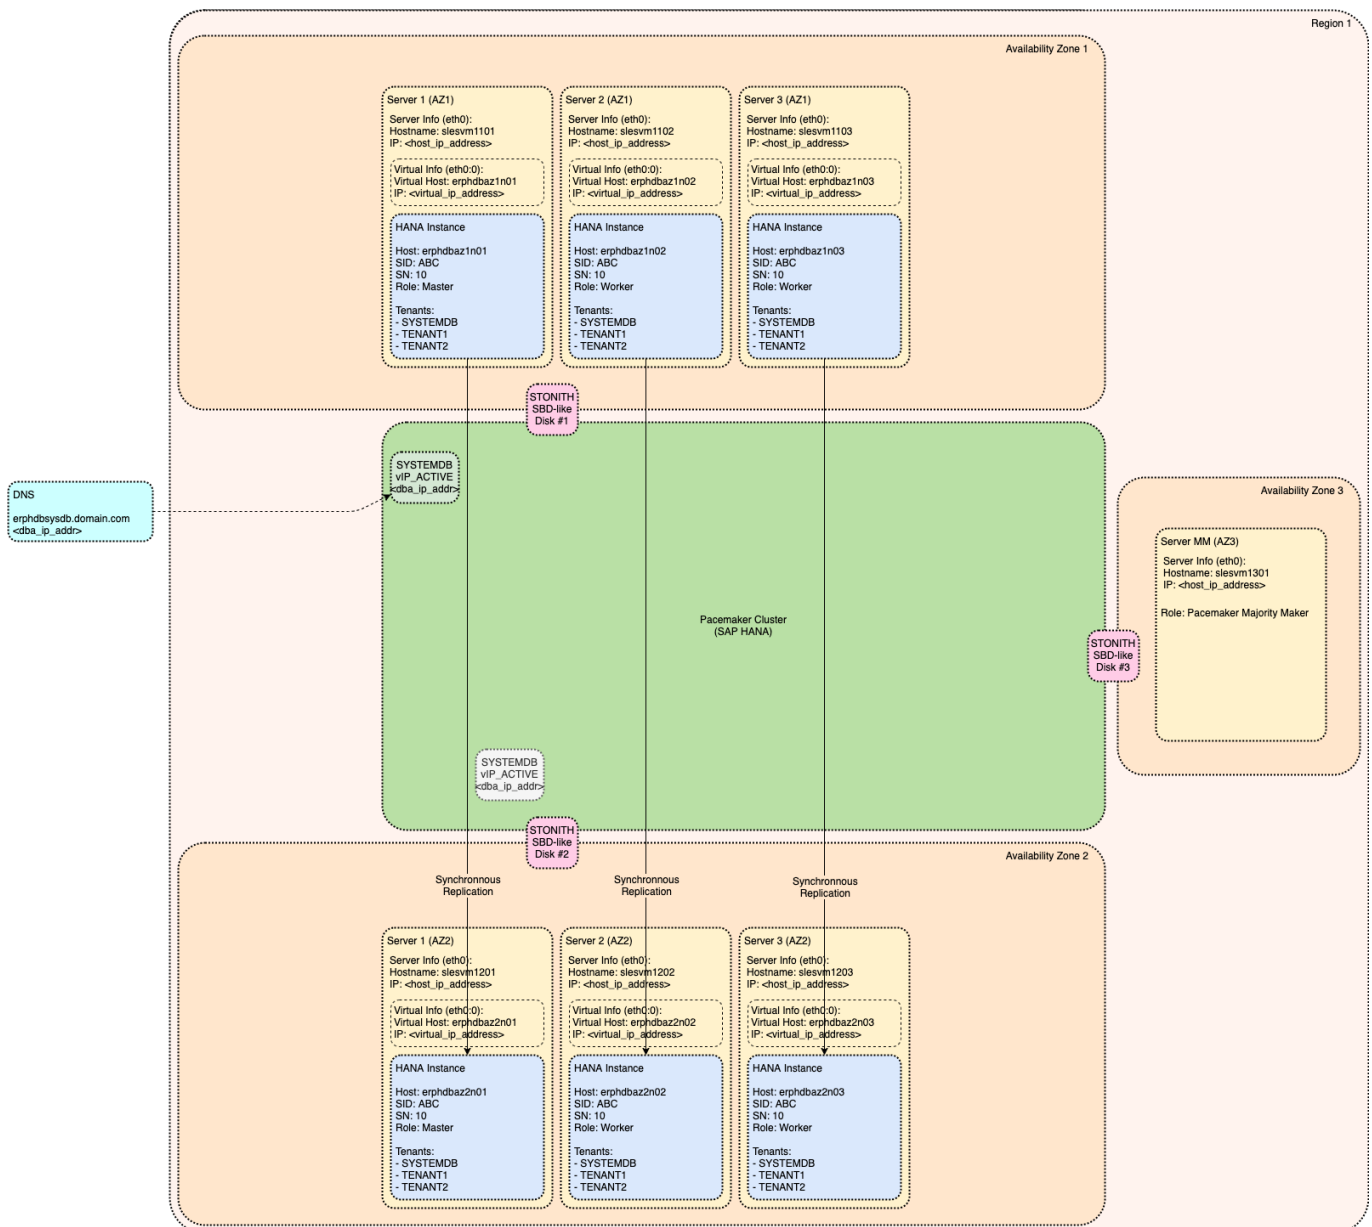 Region 1
Availability Zone 1
Server 1 (AZ1)
Server Info (eth0):
Hostname: slesvm1101
IP: <host_ip_address>
Virtual Info (eth0:0):
Virtual Host: erphdbaz1n01
IP: <virtual_ip_address>
HANA Instance
Host: erphdbaz1n01
SID: ABC
SN: 10
Role: Master
Tenants:
- SYSTEMDB
- TENANT1
- TENANT2
Server 2 (AZ1)
Server Info (eth0):
Hostname: slesvm1102
IP: <host_ip_address>
Virtual Info (eth0:0):
Virtual Host: erphdbaz1n02
IP: <virtual_ip_address>
HANA Instance
Host: erphdbaz1n02
SID: ABC
SN: 10
Role: Worker
Tenants:
- SYSTEMDB
- TENANT1
- TENANT2
Server 3 (AZ1)
Server Info (eth0):
Hostname: slesvm1103
IP: <host_ip_address>
Virtual Info (eth0:0):
Virtual Host: erphdbaz1n03
IP: <virtual_ip_address>
HANA Instance
Host: erphdbaz1n03
SID: ABC
SN: 10
Role: Worker
Tenants:
- SYSTEMDB
- TENANT1
- TENANT2
STONITH
SBD-like
Disk #1
SYSTEMDB
vIP_ACTIVE
<dba_ip_addr>
DNS
erphdbsysdb.domain.com
<dba_ip_addr>
Pacemaker Cluster
(SAP HANA)
Availability Zone 3
Server MM (AZ3)
Server Info (eth0):
Hostname: slesvm1301
IP: <host_ip_address>
Role: Pacemaker Majority Maker
STONITH
SBD-like
Disk #3
SYSTEMDB
vIP_ACTIVE
<dba_ip_addr>
STONITH
SBD-like
Disk #2
Availability Zone 2
Synchronnous
Replication
Synchronnous
Replication
Synchronnous
Replication
Server 1 (AZ2)
Server Info (eth0):
Hostname: slesvm1201
IP: <host_ip_address>
Virtual Info (eth0:0):
Virtual Host: erphdbaz2n01
IP: <virtual_ip_address>
HANA Instance
Host: erphdbaz2n01
SID: ABC
SN: 10
Role: Master
Tenants:
- SYSTEMDB
- TENANT1
- TENANT2
Server 2 (AZ2)
Server Info (eth0):
Hostname: slesvm1202
IP: <host_ip_address>
Virtual Info (eth0:0):
Virtual Host: erphdbaz2n02
IP: <virtual_ip_address>
HANA Instance
Host: erphdbaz2n02
SID: ABC
SN: 10
Role: Worker
Tenants:
- SYSTEMDB
- TENANT1
- TENANT2
Server 3 (AZ2)
Server Info (eth0):
Hostname: slesvm1203
IP: <host_ip_address>
Virtual Info (eth0:0):
Virtual Host: erphdbaz2n03
IP: <virtual_ip_address>
HANA Instance
Host: erphdbaz2n03
SID: ABC
SN: 10
Role: Worker
Tenants:
- SYSTEMDB
- TENANT1
- TENANT2